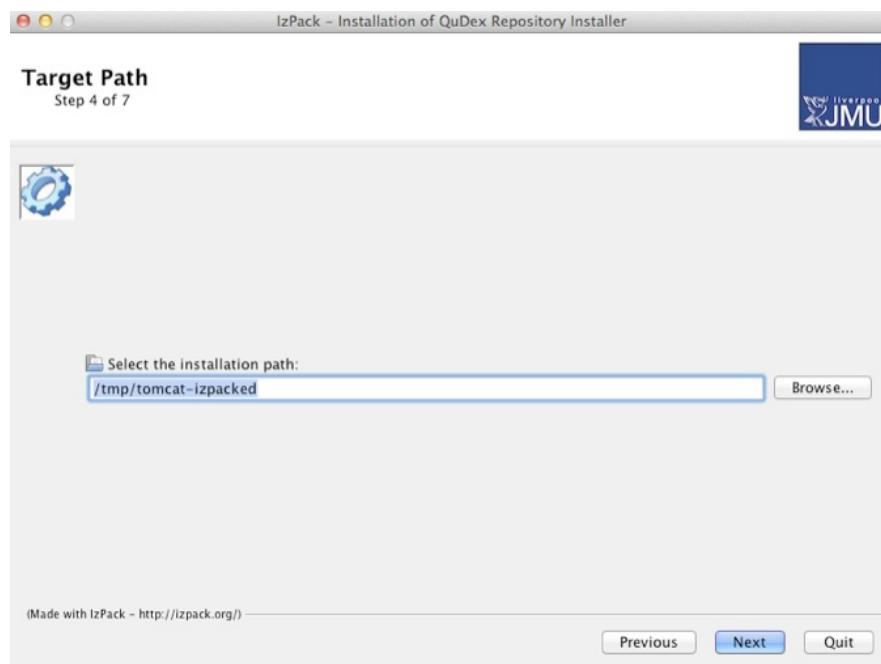 IzPack – Installation of QuDex Repository Installer
Target Path
Step 4 of 7
liverpoo
JMU
Select the installation path:
/tmp/tomcat-izpacked
Browse...
(Made with IzPack – http://izpack.org/)
Previous
Next
Quit